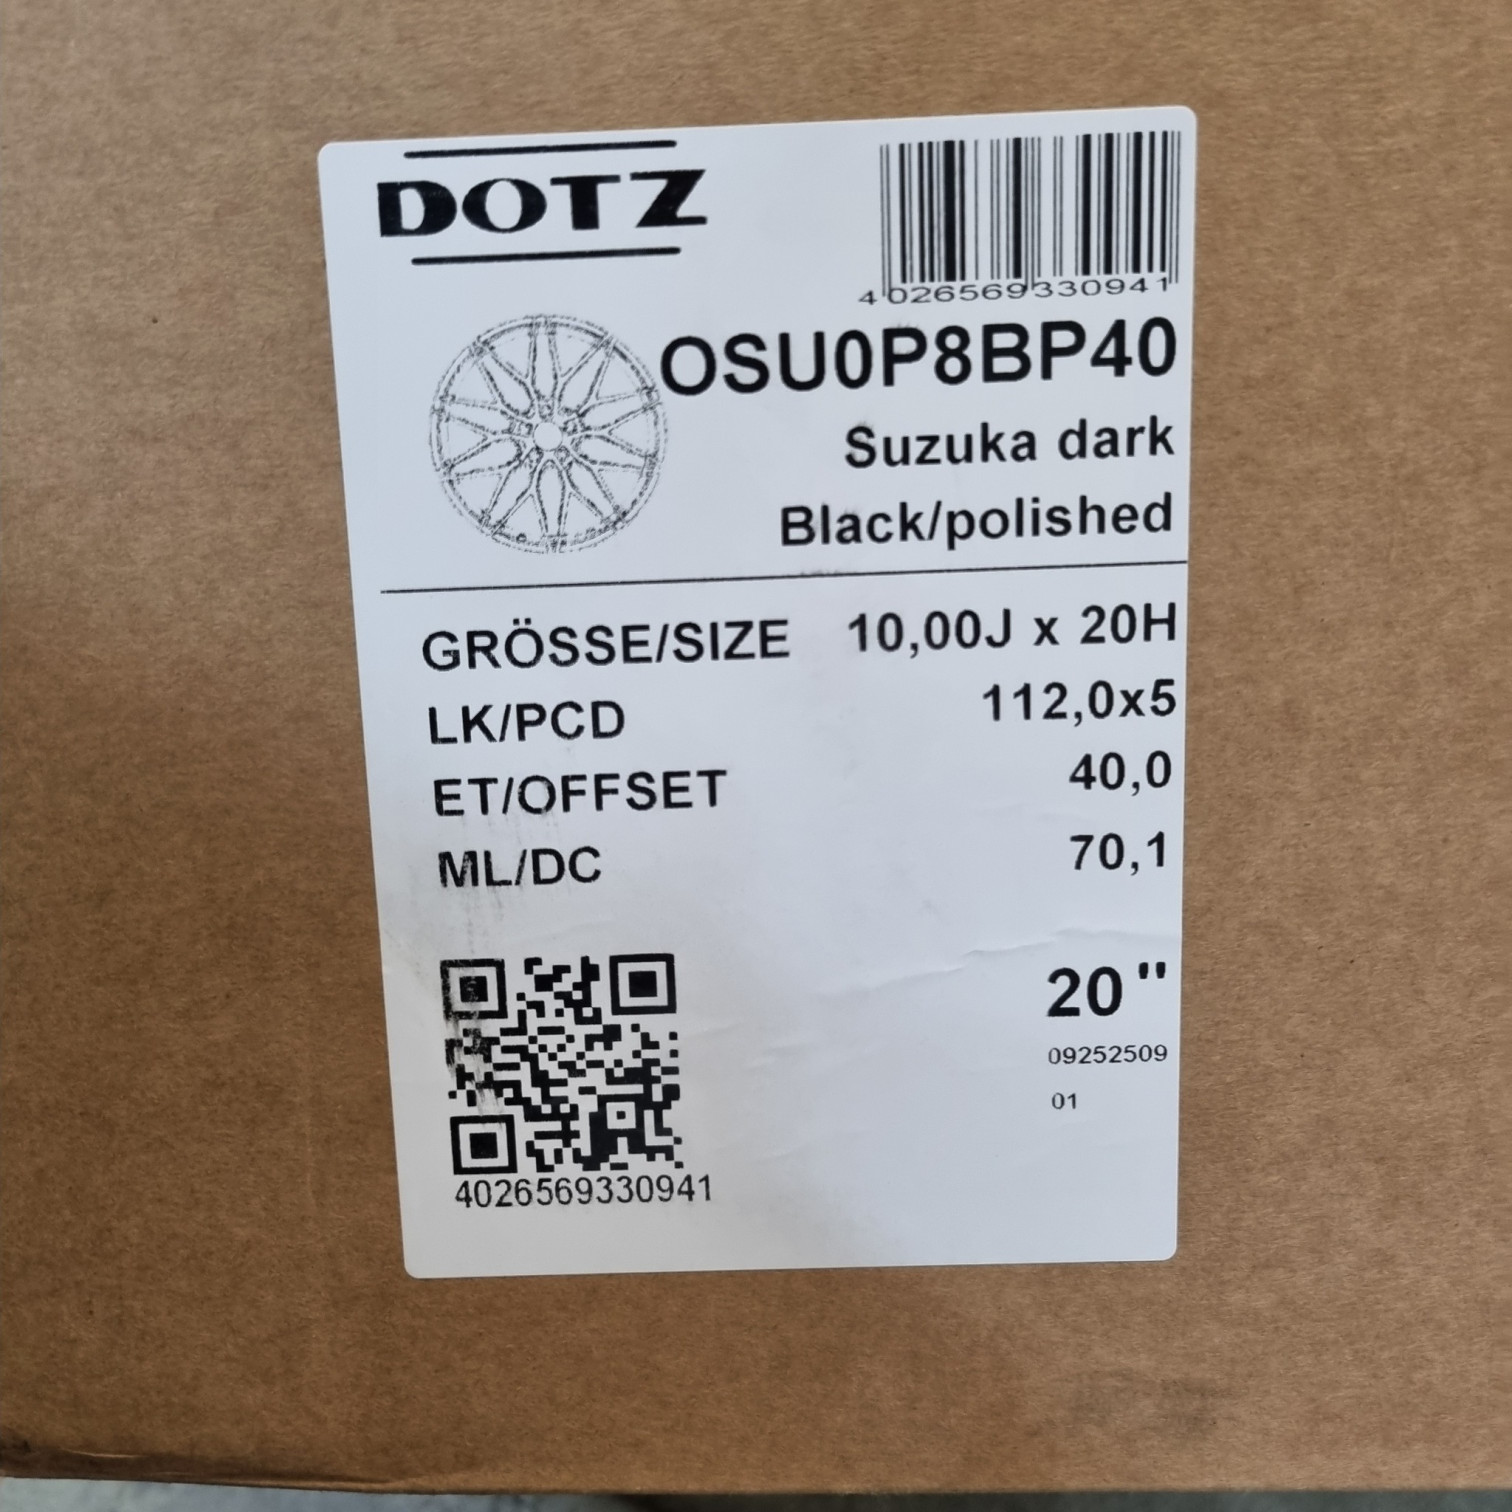 DOTZ
4026569330941
OSU0P8BP40
Suzuka dark
Black/polished
GRÖSSE/SIZE 10,00J x 20H
LK/PCD 112,0x5
ET/OFFSET 40,0
ML/DC 70,1
20"
09252509
01
4026569330941